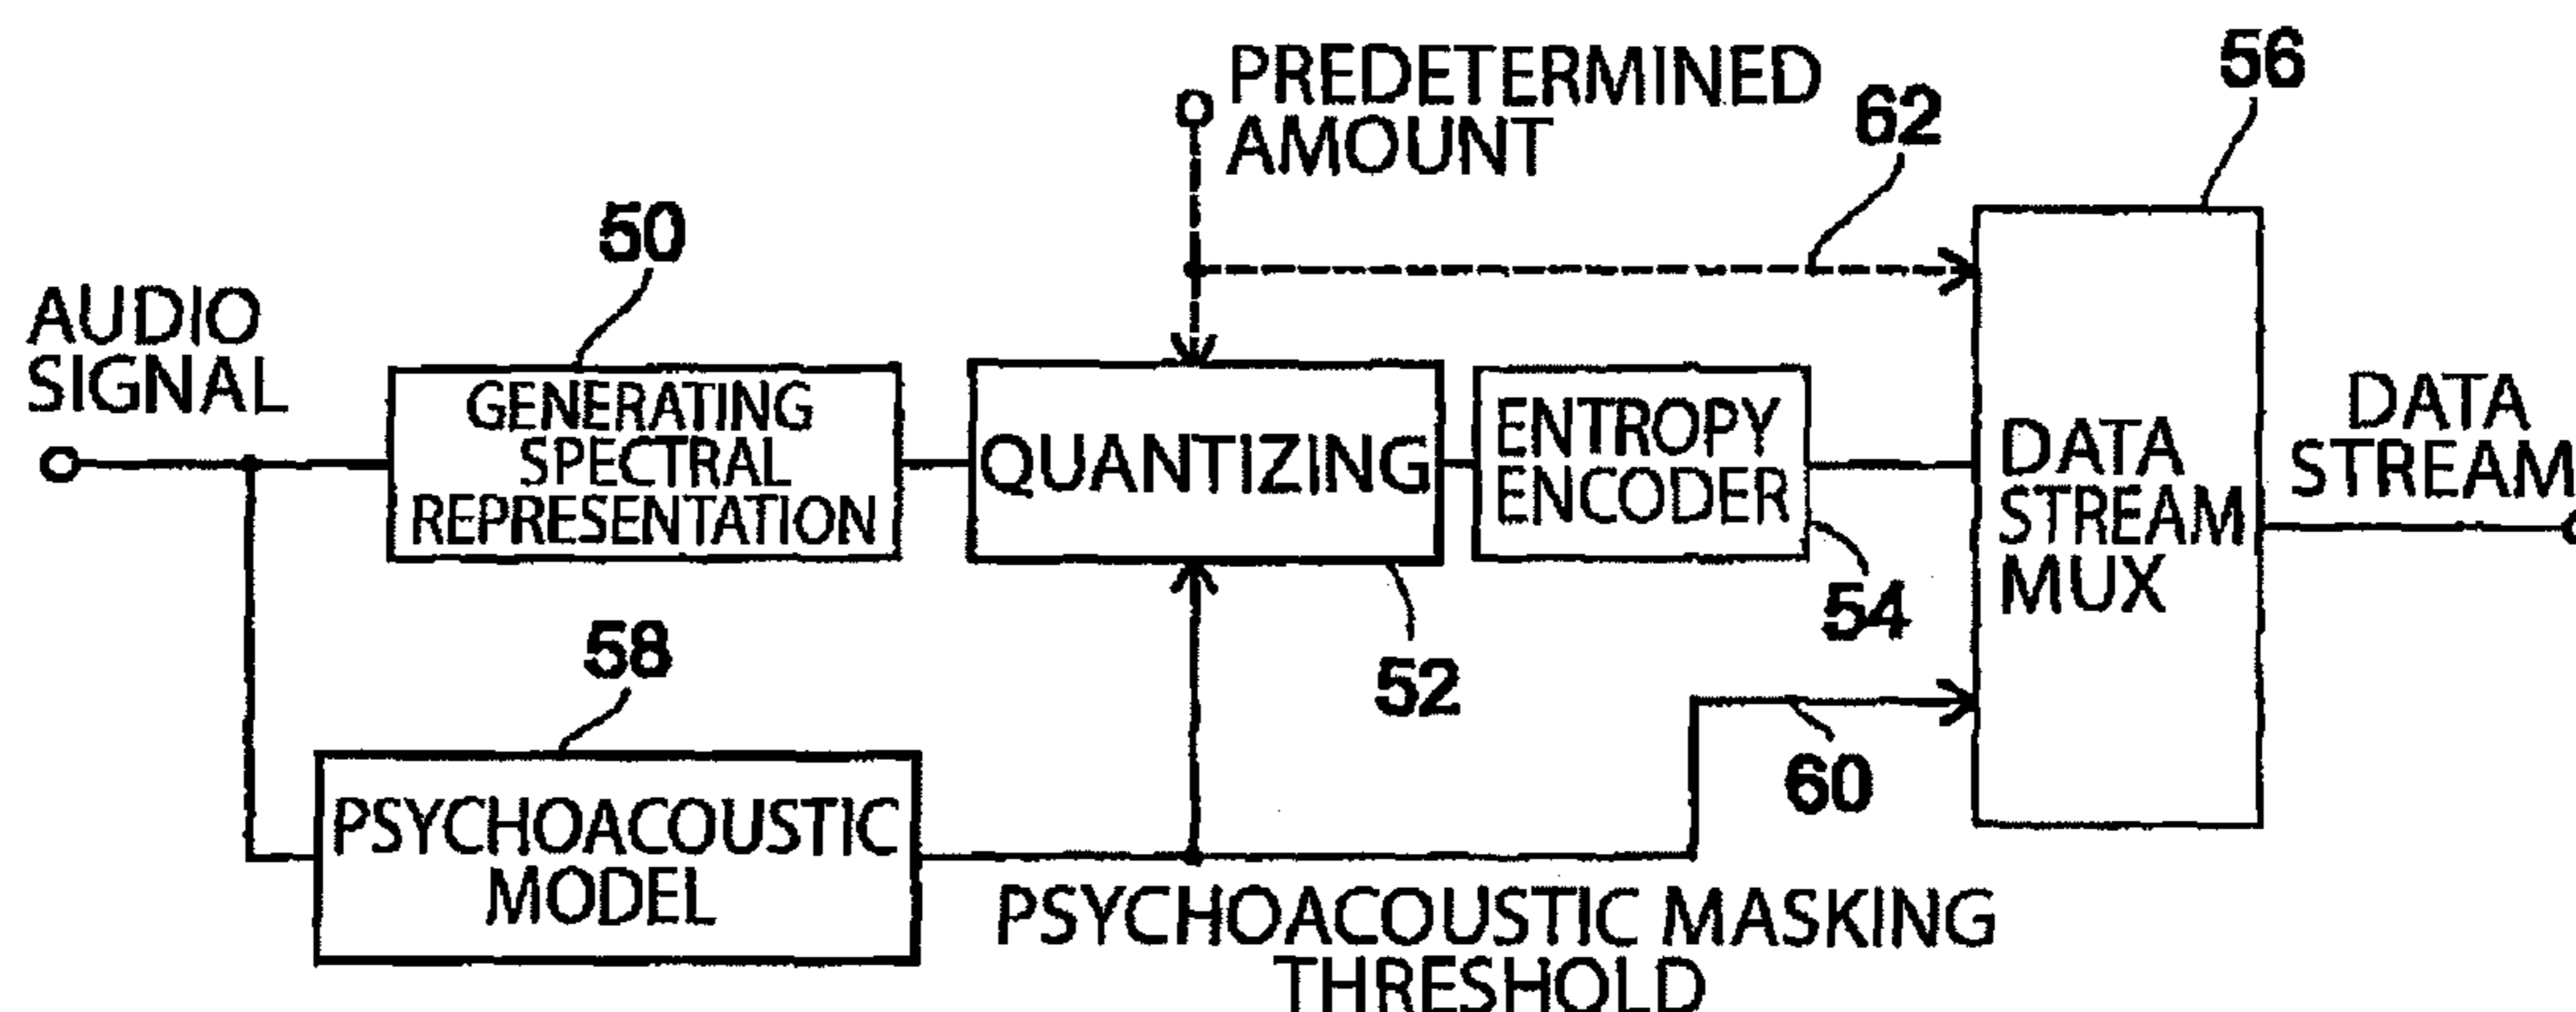 PREDETERMINED
AMOUNT
62
56
50
AUDIO
SIGNAL
GENERATING
SPECTRAL
REPRESENTATION
QUANTIZING
ENTROPY
ENCODER
DATA
STREAM
MUX
DATA
STREAM
54
52
58
60
PSYCHOACOUSTIC
MODEL
PSYCHOACOUSTIC MASKING
THRESHOLD